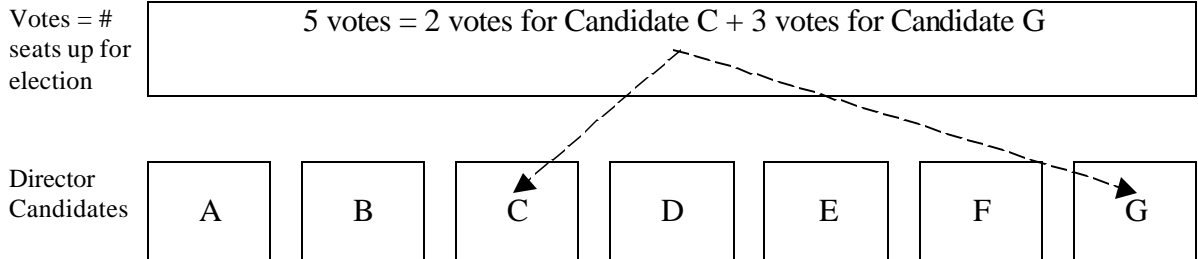 Votes = #
seats up for
election
5 votes = 2 votes for Candidate C + 3 votes for Candidate G
Director
Candidates
A B C D E F G